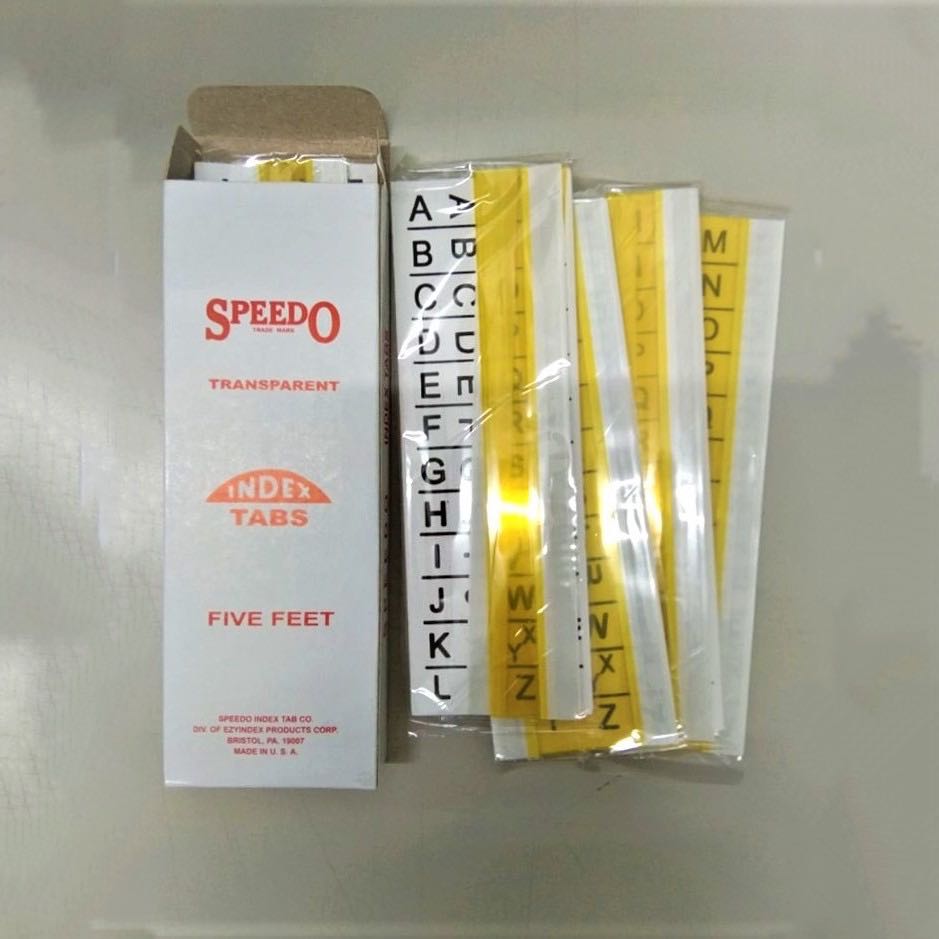 SPEEDO
TRADE MARK
TRANSPARENT
INDEX
TABS
FIVE FEET
SPEEDO INDEX TAB CO
DIV. OF EZYINDEX PRODUCTS CORP.
BRISTOL, PA. 19007
MADE IN U. S. A.
A A
B B
C C
D D
E E
F F
G G
H
I
J
K
L
R
S
W
X
Y
Z
W
X
Z
M
N
O
P
Q